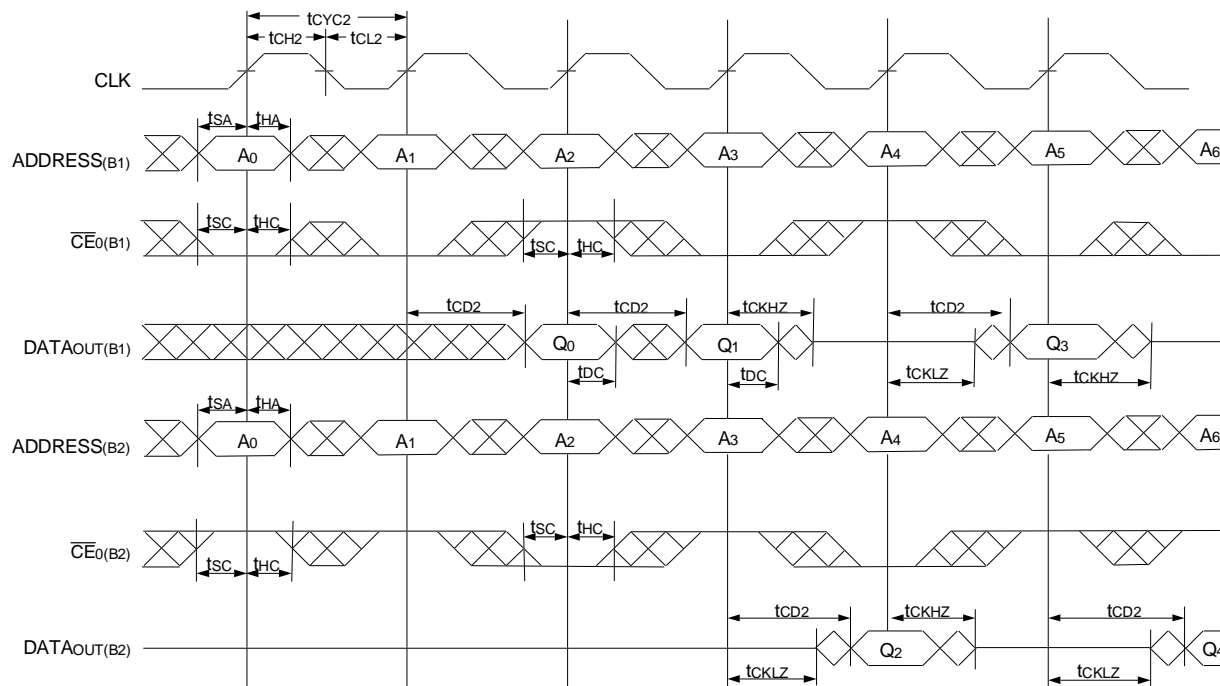 tCYC2
tCH2 tCL2
CLK
tSA tHA
ADDRESS(B1) A0 A1 A2 A3 A4 A5 A6
tSC tHC
CE0(B1) tSC tHC
tCD2 tCD2 tCKHZ tCD2
DATAOUT(B1) Q0 Q1 Q3
tDC tDC tCKLZ tCKHZ
tSA tHA
ADDRESS(B2) A0 A1 A2 A3 A4 A5 A6
tSC tHC
CE0(B2)
tSC tHC
tCD2 tCKHZ tCD2
DATAOUT(B2) Q2 Q4
tCKLZ tCKLZ